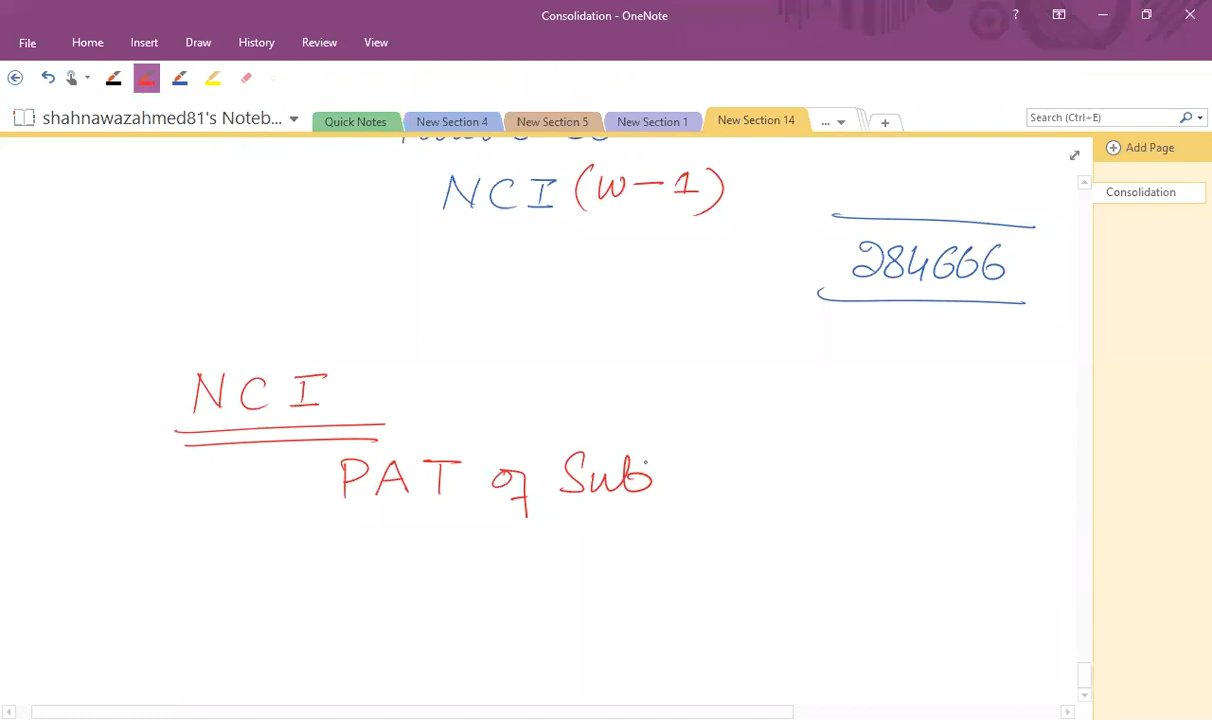 Consolidation - OneNote
?
File Home Insert Draw History Review View
shahnawazahmed81's Noteb... Quick Notes New Section 4 New Section 5 New Section 1 New Section 14 ... Search (Ctrl+E)
Add Page
Consolidation
NCI (W-1)
284666
NCI
PAT of Sub